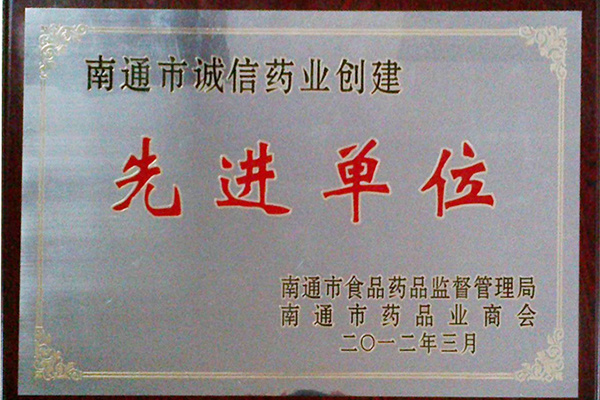 南通市诚信药业创建
先进单位
南通市食品药品监督管理局
南通市药品业商会
二〇一二年三月